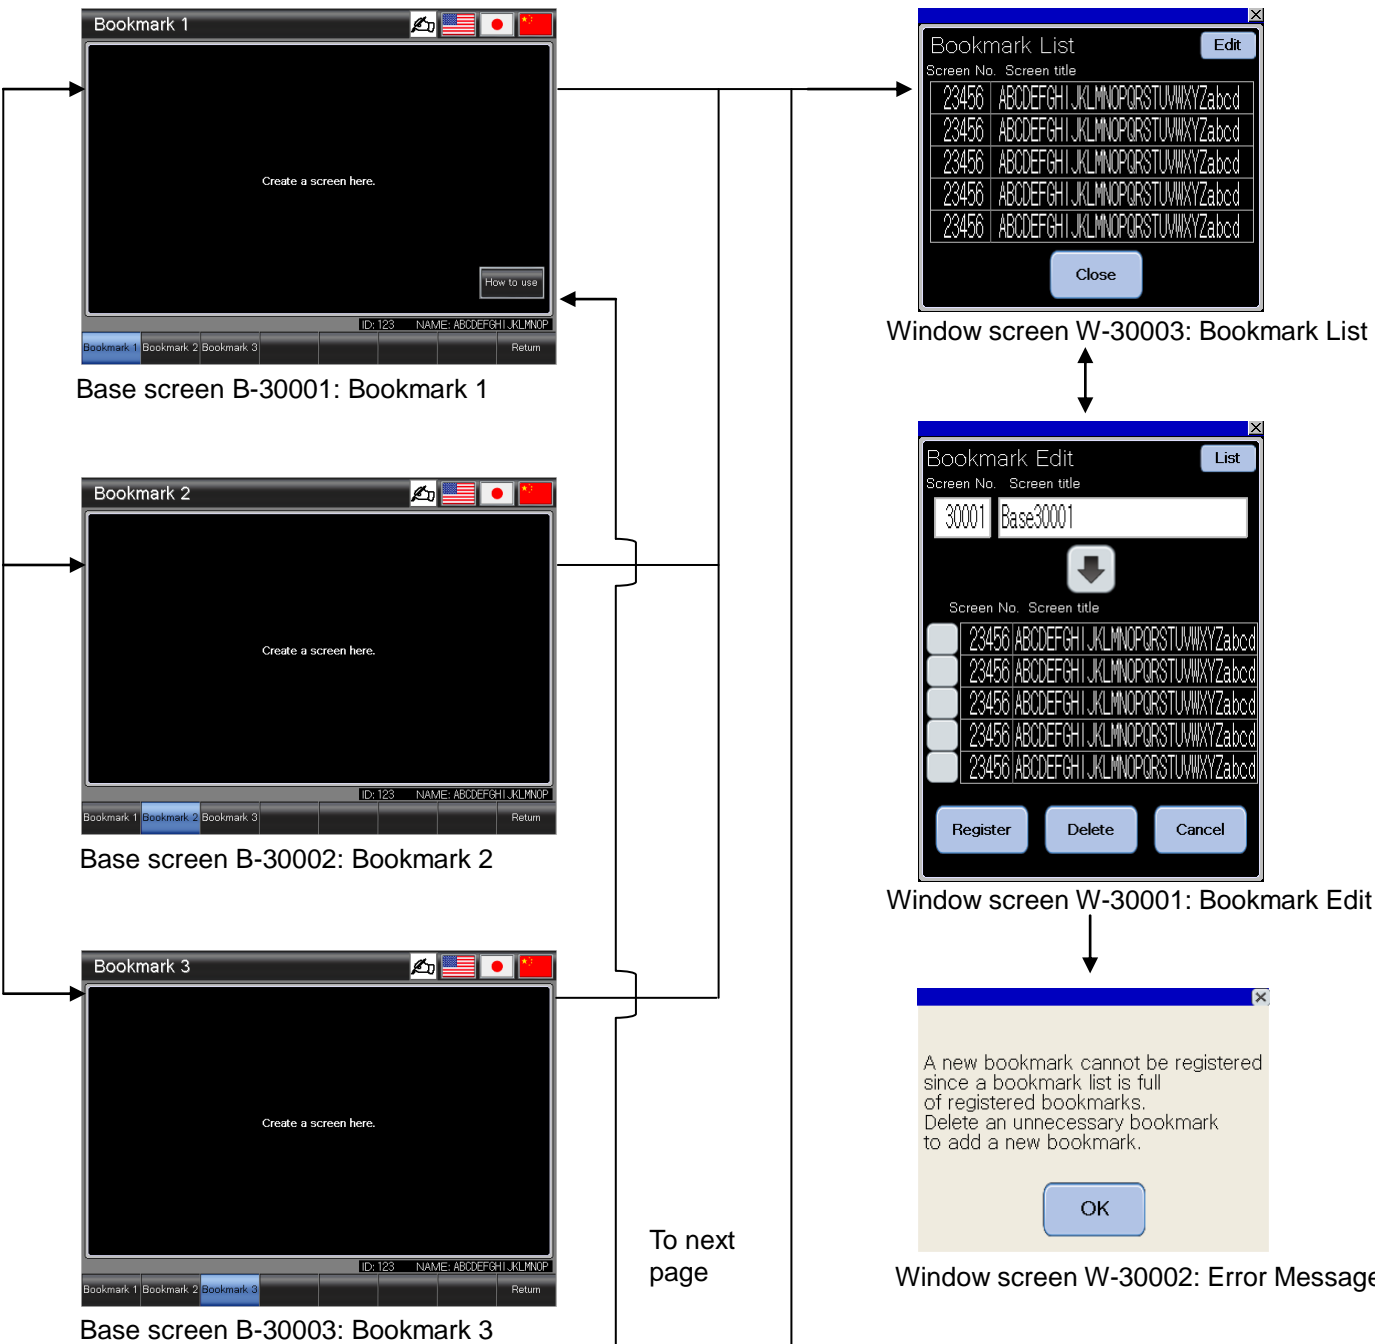 Bookmark 1
Create a screen here.
How to use
ID: 123 NAME: ABCDEFGHIJKLMNOP
Bookmark 1 Bookmark 2 Bookmark 3 Return
Base screen B-30001: Bookmark 1
Bookmark 2
Create a screen here.
ID: 123 NAME: ABCDEFGHIJKLMNOP
Bookmark 1 Bookmark 2 Bookmark 3 Return
Base screen B-30002: Bookmark 2
Bookmark 3
Create a screen here.
ID: 123 NAME: ABCDEFGHIJKLMNOP
Bookmark 1 Bookmark 2 Bookmark 3 Return
Base screen B-30003: Bookmark 3
To next
page
Bookmark List Edit
Screen No. Screen title
23456 ABCDEFGHIJKLMNOPQRSTUVWXYZabcd
23456 ABCDEFGHIJKLMNOPQRSTUVWXYZabcd
23456 ABCDEFGHIJKLMNOPQRSTUVWXYZabcd
23456 ABCDEFGHIJKLMNOPQRSTUVWXYZabcd
23456 ABCDEFGHIJKLMNOPQRSTUVWXYZabcd
Close
Window screen W-30003: Bookmark List
Bookmark Edit List
Screen No. Screen title
30001 Base30001
Screen No. Screen title
23456 ABCDEFGHIJKLMNOPQRSTUVWXYZabcd
23456 ABCDEFGHIJKLMNOPQRSTUVWXYZabcd
23456 ABCDEFGHIJKLMNOPQRSTUVWXYZabcd
23456 ABCDEFGHIJKLMNOPQRSTUVWXYZabcd
23456 ABCDEFGHIJKLMNOPQRSTUVWXYZabcd
Register Delete Cancel
Window screen W-30001: Bookmark Edit
A new bookmark cannot be registered
since a bookmark list is full
of registered bookmarks.
Delete an unnecessary bookmark
to add a new bookmark.
OK
Window screen W-30002: Error Message